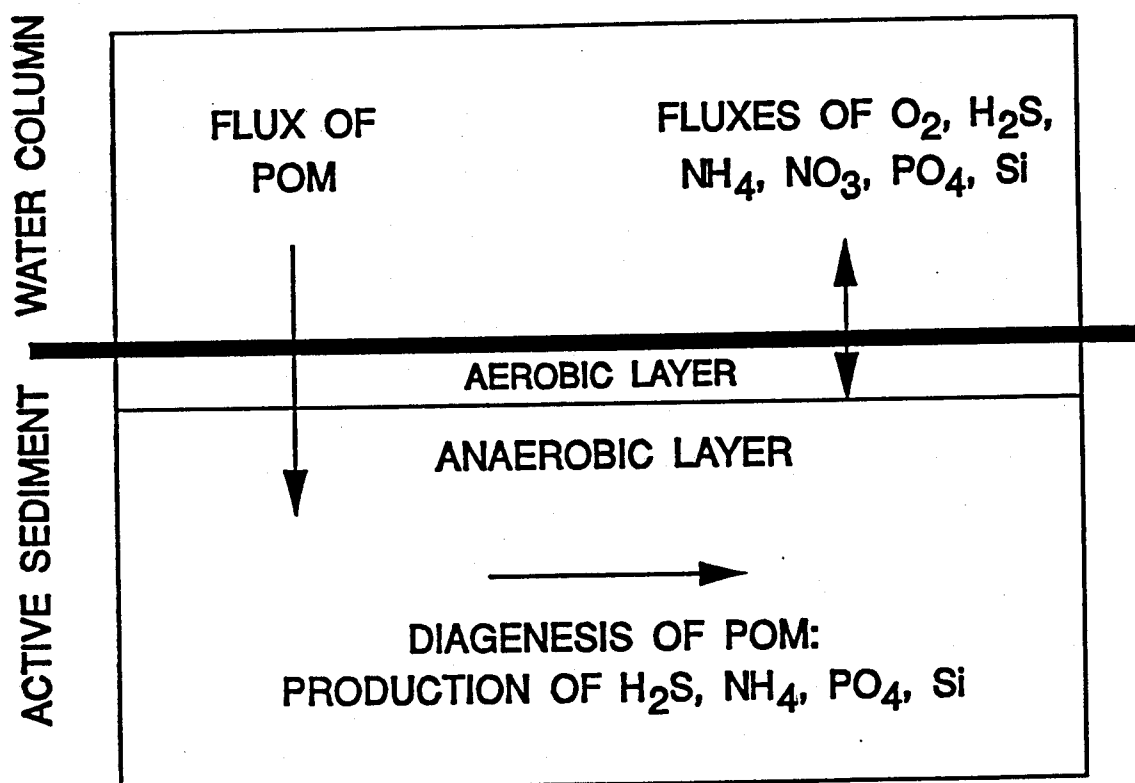 WATER COLUMN
FLUX OF
POM
FLUXES OF O₂, H₂S,
NH₄, NO₃, PO₄, Si
AEROBIC LAYER
ACTIVE SEDIMENT
ANAEROBIC LAYER
DIAGENESIS OF POM:
PRODUCTION OF H₂S, NH₄, PO₄, Si